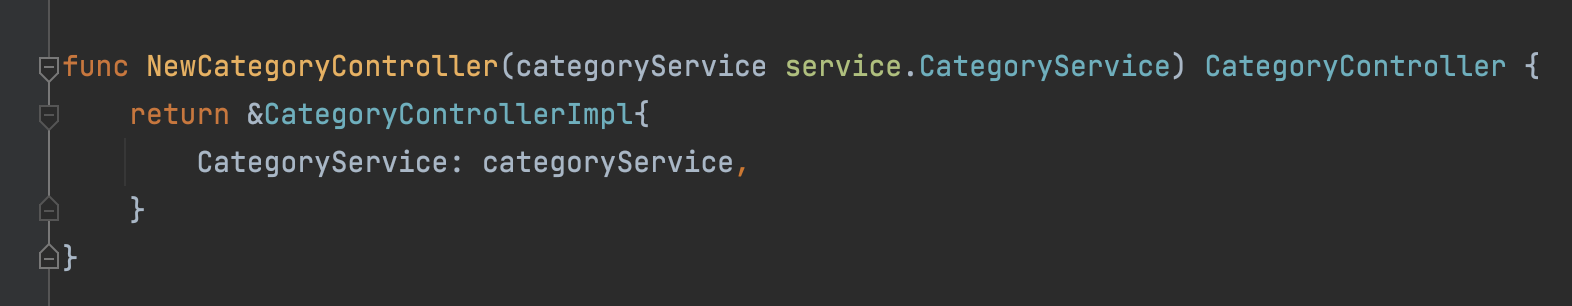 func NewCategoryController(categoryService service.CategoryService) CategoryController {
    return &CategoryControllerImpl{
        CategoryService: categoryService,
    }
}